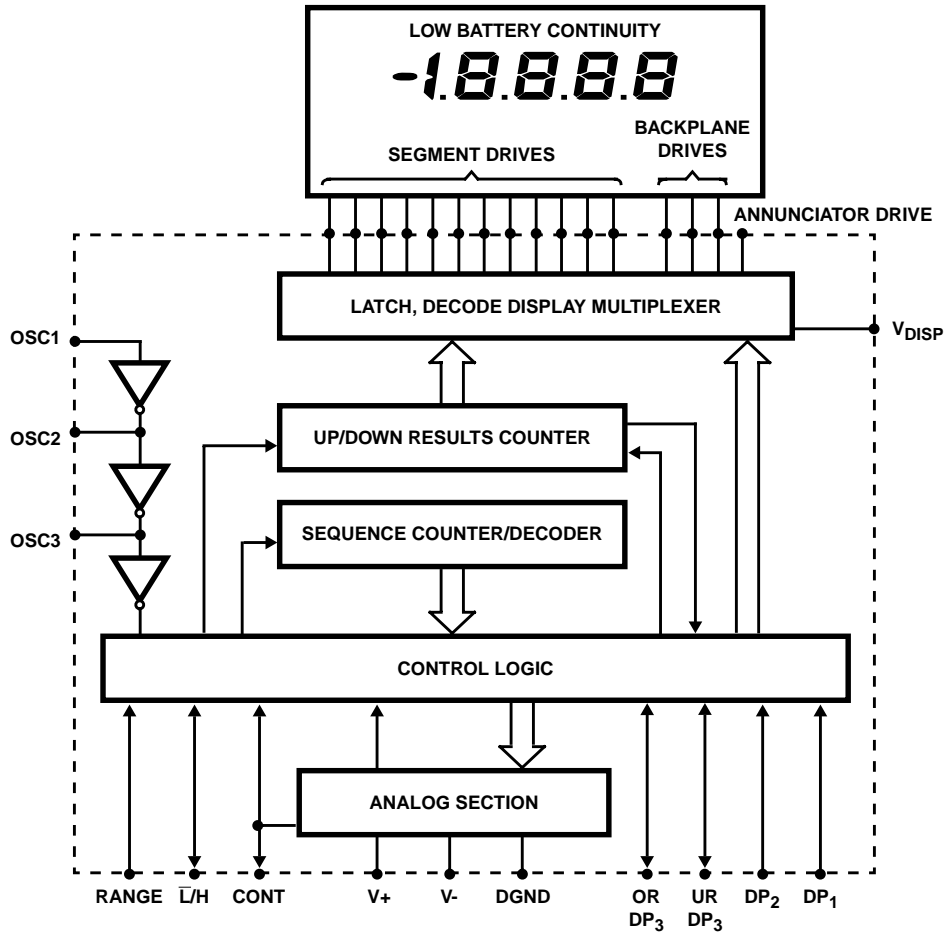 LOW BATTERY CONTINUITY
-1.8.8.8.8
BACKPLANE
DRIVES
SEGMENT DRIVES
ANNUNCIATOR DRIVE
LATCH, DECODE DISPLAY MULTIPLEXER
VDISP
OSC1
OSC2
UP/DOWN RESULTS COUNTER
OSC3
SEQUENCE COUNTER/DECODER
CONTROL LOGIC
ANALOG SECTION
RANGE
L̅/H
CONT
V+
V-
DGND
OR
DP3
UR
DP3
DP2
DP1